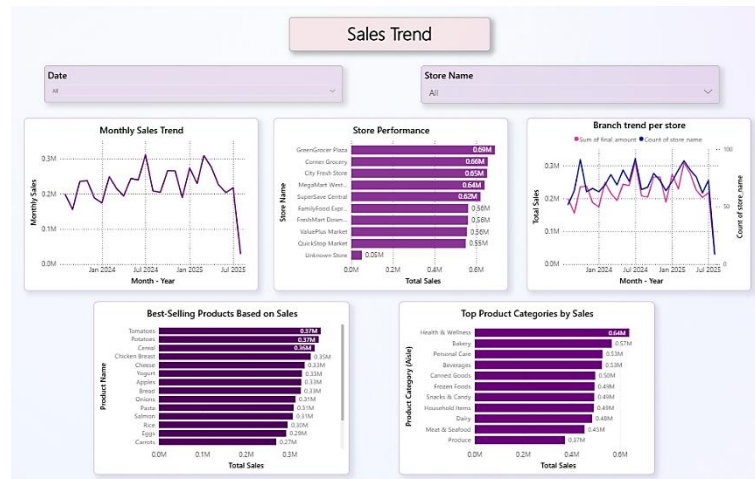 Sales Trend
Date
All
Store Name
All
Monthly Sales Trend
Monthly Sales
0.3M
0.2M
0.1M
0.0M
Jan 2024
Jul 2024
Jan 2025
Jul 2025
Month - Year
Store Performance
Store Name
GreenGrocer Plaza 0.69M
Corner Grocery 0.66M
City Fresh Store 0.65M
MegaMart West... 0.64M
SuperSave Central 0.62M
FamilyFood Expr... 0.56M
FreshMart Down... 0.56M
ValuePlus Market 0.56M
QuickStop Market 0.55M
Unknown Store 0.05M
0.0M 0.2M 0.4M 0.6M
Total Sales
Branch trend per store
Sum of final amount Count of store name
Total Sales
0.3M
0.2M
0.1M
0.0M
100
50
0
Count of store name
Jan 2024 Jul 2024 Jan 2025 Jul 2025
Month - Year
Best-Selling Products Based on Sales
Product Name
Tomatoes 0.37M
Potatoes 0.37M
Cereal 0.36M
Chicken Breast 0.35M
Cheese 0.33M
Yogurt 0.33M
Apples 0.33M
Bread 0.33M
Onions 0.31M
Pasta 0.31M
Salmon 0.31M
Rice 0.30M
Eggs 0.29M
Carrots 0.27M
0.0M 0.1M 0.2M 0.3M
Total Sales
Top Product Categories by Sales
Product Category (Aisle)
Health & Wellness 0.64M
Bakery 0.57M
Personal Care 0.53M
Beverages 0.53M
Canned Goods 0.50M
Frozen Foods 0.49M
Snacks & Candy 0.49M
Household Items 0.49M
Dairy 0.48M
Meat & Seafood 0.45M
Produce 0.37M
0.0M 0.2M 0.4M 0.6M
Total Sales